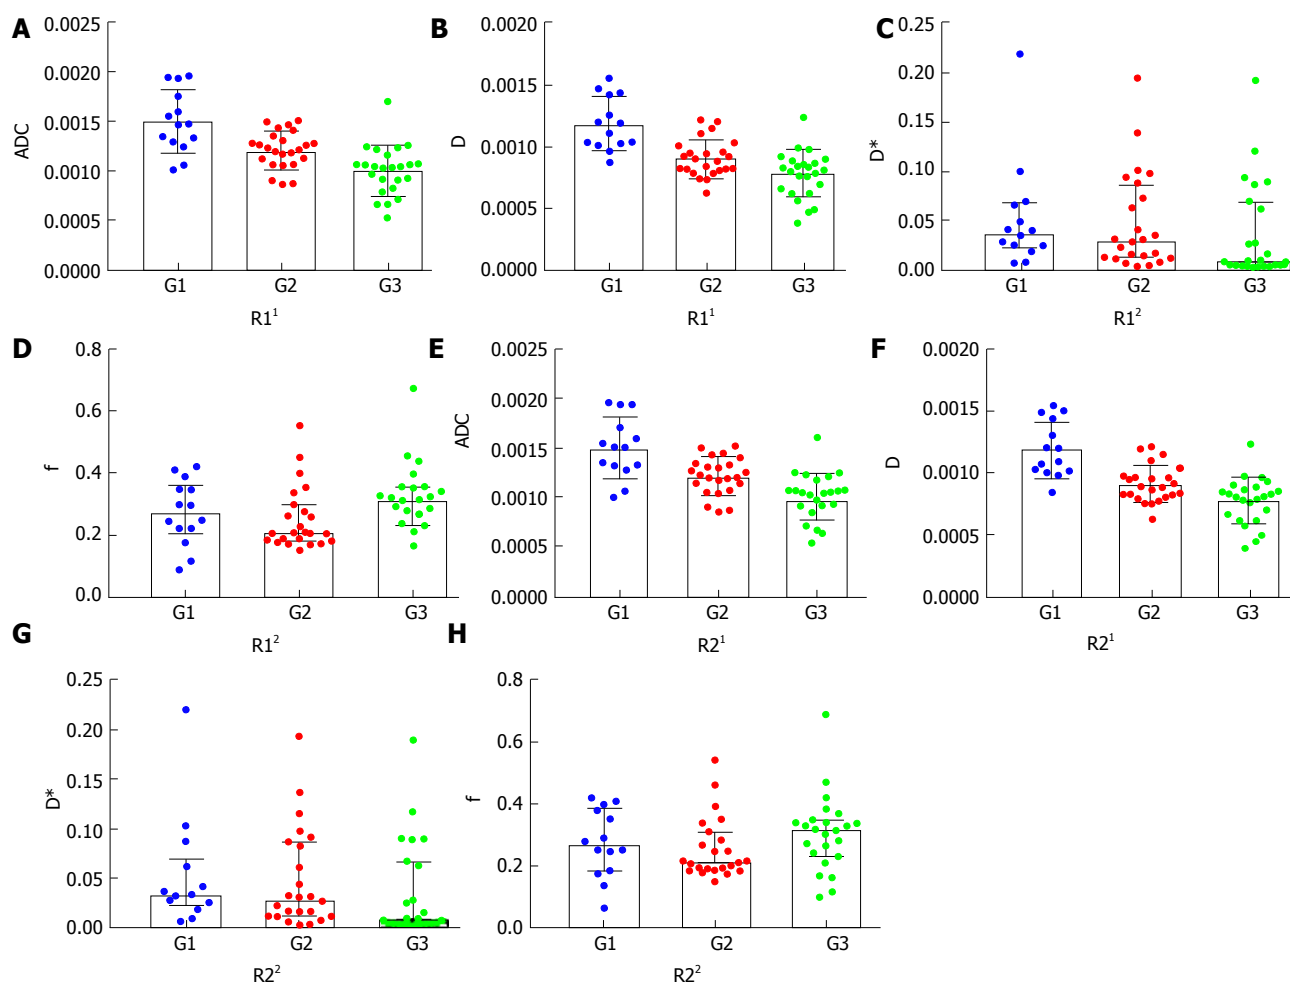 A
ADC
0.0025
0.0020
0.0015
0.0010
0.0005
0.0000
G1 G2 G3
R1¹
B
D
0.0020
0.0015
0.0010
0.0005
0.0000
G1 G2 G3
R1¹
C
D*
0.25
0.20
0.15
0.10
0.05
0.00
G1 G2 G3
R1²
D
f
0.8
0.6
0.4
0.2
0.0
G1 G2 G3
R1²
E
ADC
0.0025
0.0020
0.0015
0.0010
0.0005
0.0000
G1 G2 G3
R2¹
F
D
0.0020
0.0015
0.0010
0.0005
0.0000
G1 G2 G3
R2¹
G
D*
0.25
0.20
0.15
0.10
0.05
0.00
G1 G2 G3
R2²
H
f
0.8
0.6
0.4
0.2
0.0
G1 G2 G3
R2²